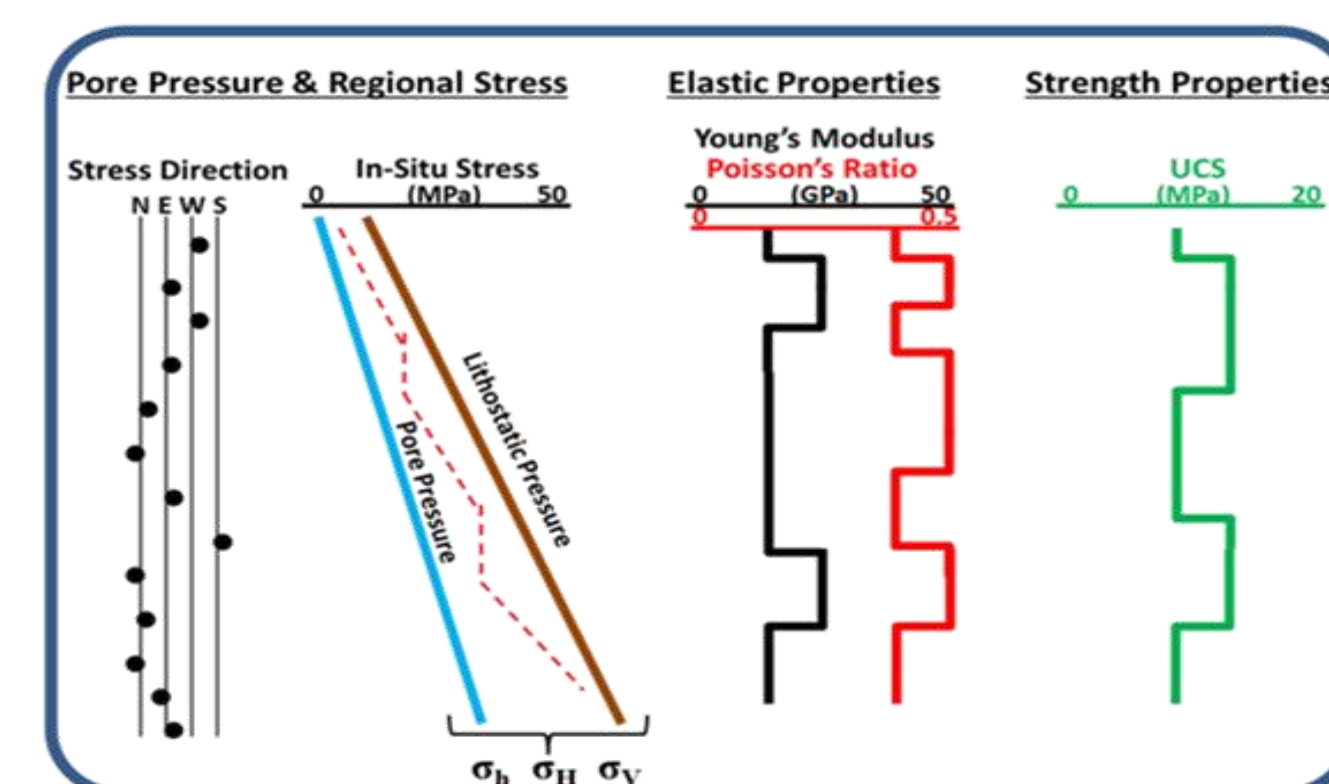 Pore Pressure & Regional Stress
Elastic Properties
Strength Properties
Young's Modulus
Stress Direction
In-Situ Stress
Poisson's Ratio
UCS
N E W S
0 (MPa) 50
0 (GPa) 50
0 (MPa) 20
0 0.5
Lithostatic Pressure
Pore Pressure
σh σH σV